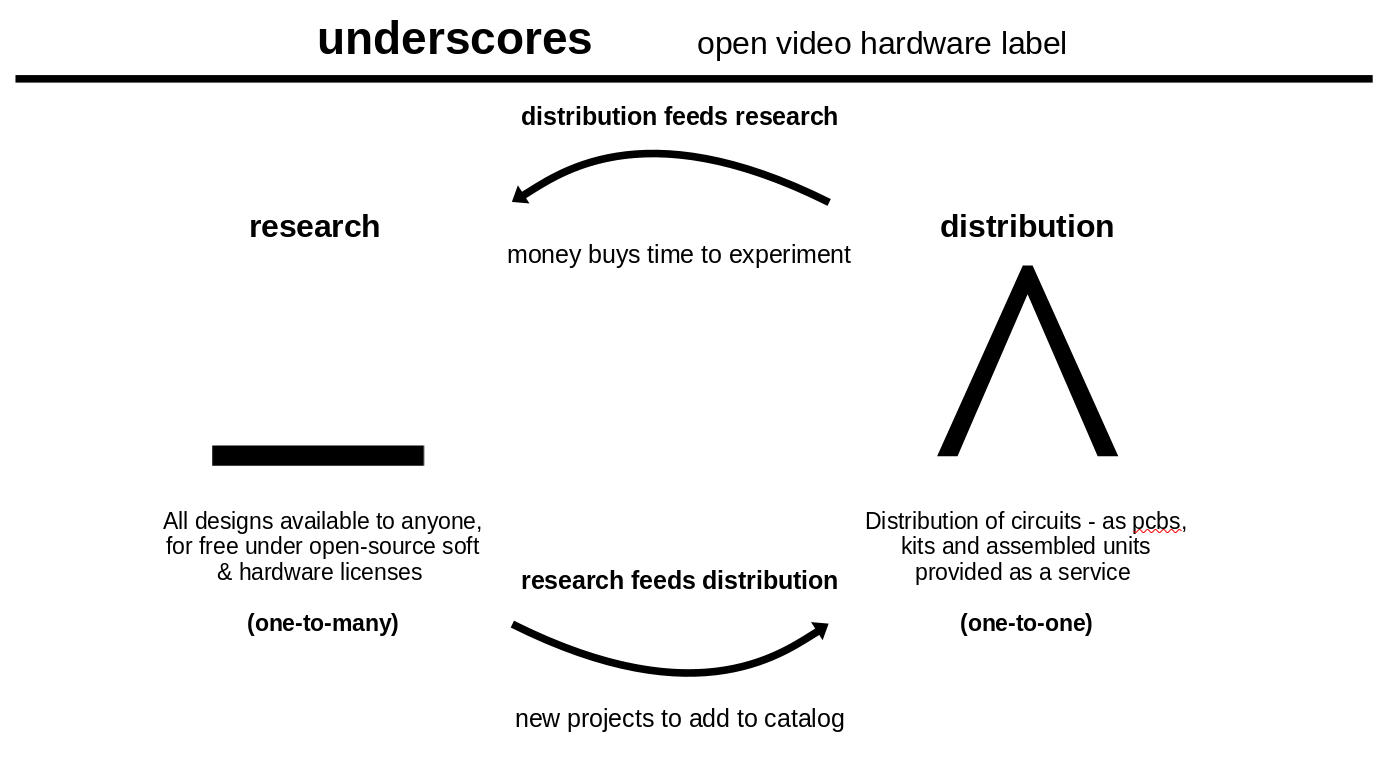 underscores
open video hardware label
distribution feeds research
research
distribution
money buys time to experiment
All designs available to anyone,
for free under open-source soft
& hardware licenses
(one-to-many)
Distribution of circuits - as pcbs,
kits and assembled units
provided as a service
(one-to-one)
research feeds distribution
new projects to add to catalog